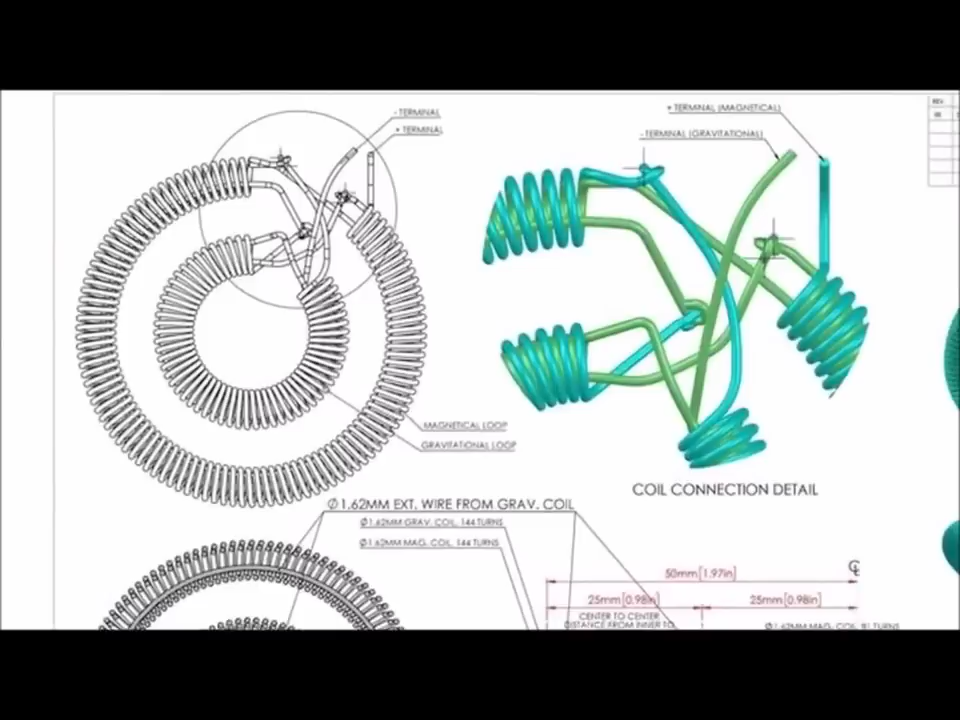 - TERMINAL
+ TERMINAL
+ TERMINAL (MAGNETICAL)
- TERMINAL (GRAVITATIONAL)
REV.
MAGNETICAL LOOP
GRAVITATIONAL LOOP
COIL CONNECTION DETAIL
Ø1.62MM EXT. WIRE FROM GRAV. COIL
Ø1.62MM GRAV. COIL, 144 TURNS
Ø1.62MM MAG. COIL, 144 TURNS
50mm[1.97in]
25mm[0.98in]
25mm[0.98in]
CENTER TO CENTER
DISTANCE FROM INNER TO
Ø1.62MM MAG. COIL, 91 TURNS